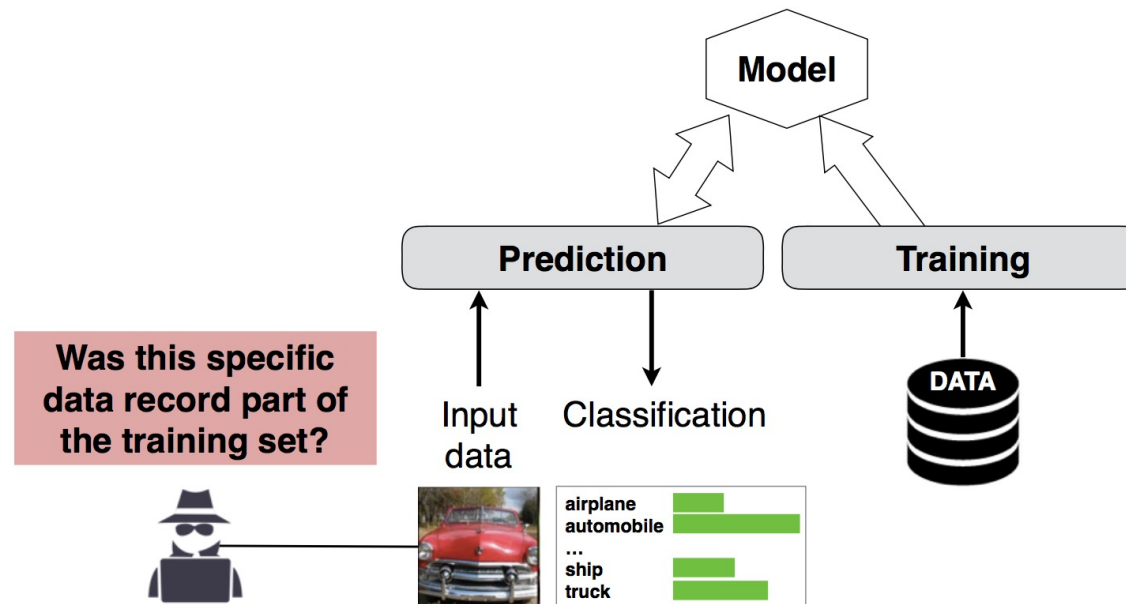 Model
Prediction
Training
Was this specific
data record part of
the training set?
Input
data
Classification
DATA
airplane
automobile
...
ship
truck